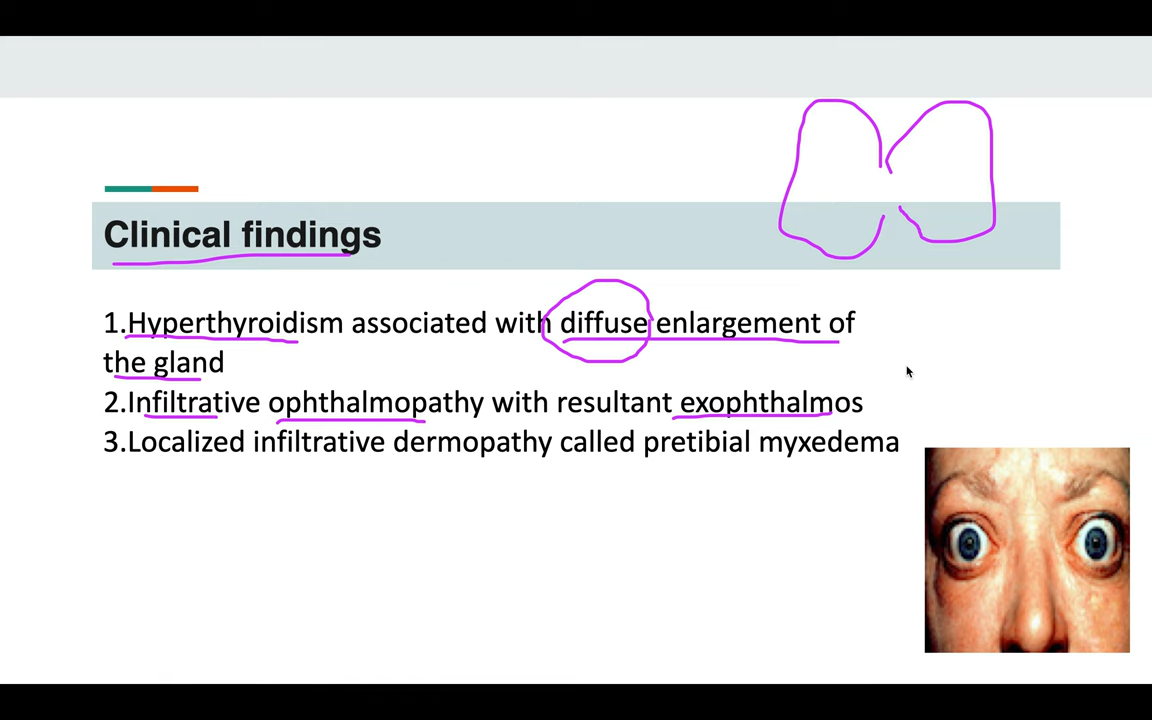 Clinical findings
1.Hyperthyroidism associated with diffuse enlargement of
the gland
2.Infiltrative ophthalmopathy with resultant exophthalmos
3.Localized infiltrative dermopathy called pretibial myxedema